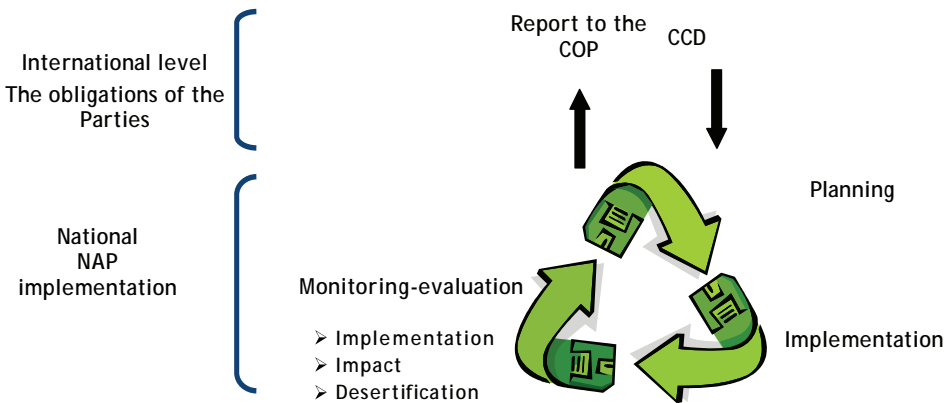 Report to the
COP
CCD
International level
The obligations of the
Parties
Planning
National
NAP
implementation
Monitoring-evaluation
➢ Implementation
➢ Impact
➢ Desertification
Implementation